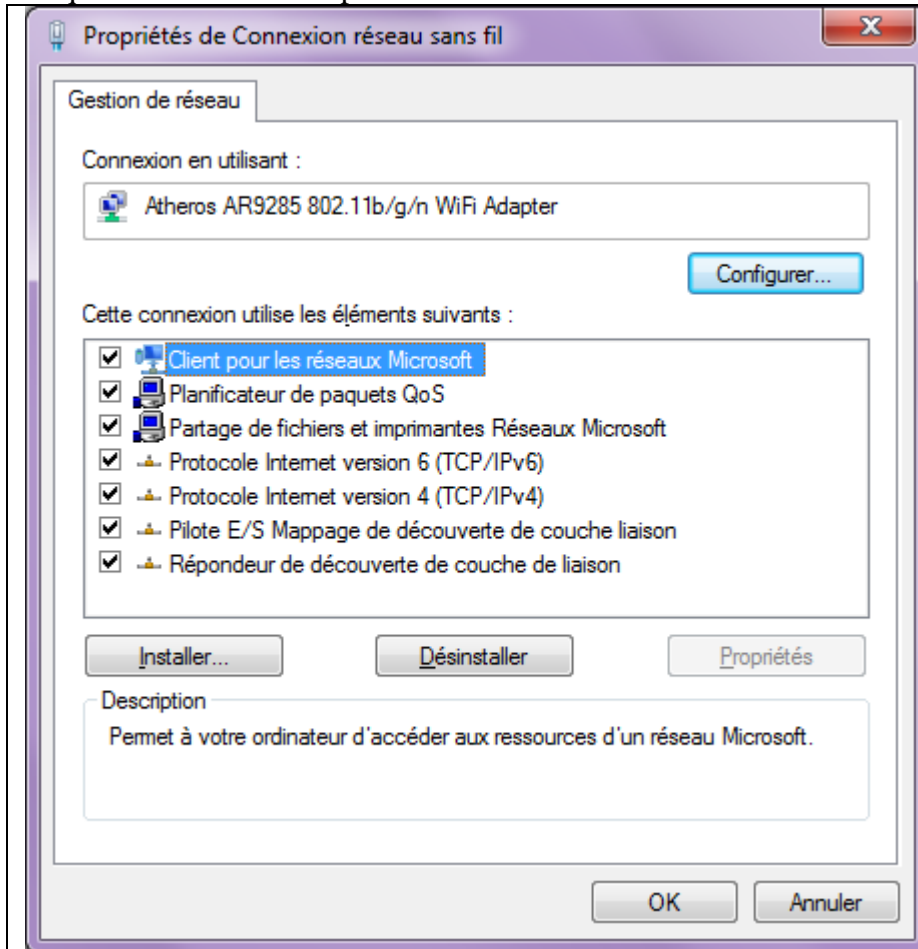 Propriétés de Connexion réseau sans fil
Gestion de réseau
Connexion en utilisant :
Atheros AR9285 802.11b/g/n WiFi Adapter
Configurer...
Cette connexion utilise les éléments suivants :
Client pour les réseaux Microsoft
Planificateur de paquets QoS
Partage de fichiers et imprimantes Réseaux Microsoft
Protocole Internet version 6 (TCP/IPv6)
Protocole Internet version 4 (TCP/IPv4)
Pilote E/S Mappage de découverte de couche liaison
Répondeur de découverte de couche de liaison
Installer...
Désinstaller
Propriétés
Description
Permet à votre ordinateur d'accéder aux ressources d'un réseau Microsoft.
OK
Annuler